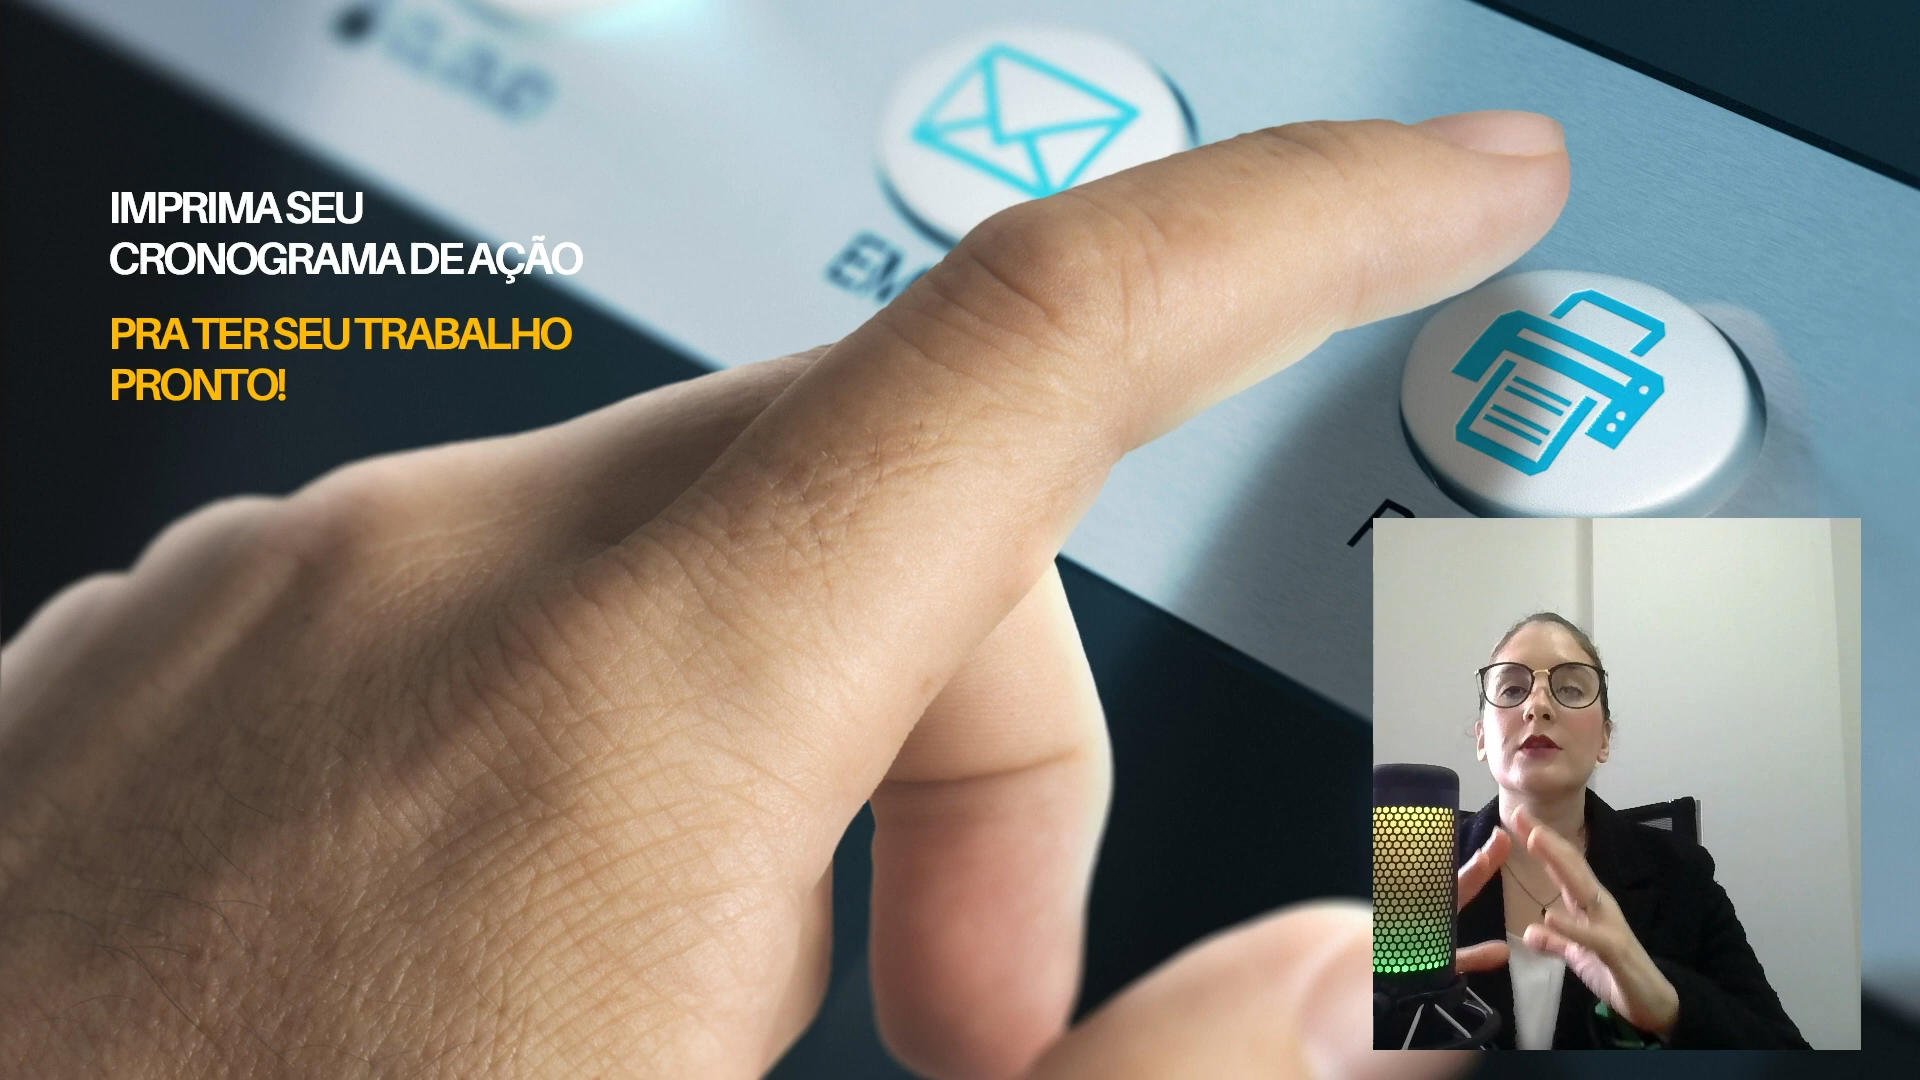 IMPRIMA SEU
CRONOGRAMA DE AÇÃO
PRA TER SEU TRABALHO
PRONTO!